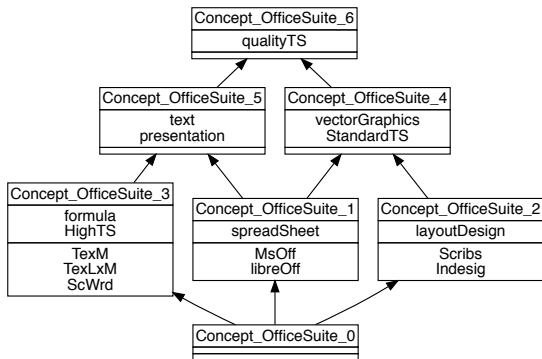 Concept_OfficeSuite_6
qualityTS
Concept_OfficeSuite_5
text
presentation
Concept_OfficeSuite_4
vectorGraphics
StandardTS
Concept_OfficeSuite_3
formula
HighTS
TexM
TexLxM
ScWrd
Concept_OfficeSuite_1
spreadSheet
MsOff
libreOff
Concept_OfficeSuite_2
layoutDesign
Scribs
Indesig
Concept_OfficeSuite_0